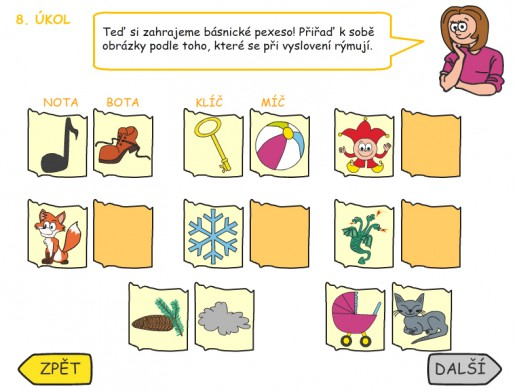 8. ÚKOL
Teď si zahrajeme básnické pexeso! Přiřaď k sobě
obrázky podle toho, které se při vyslovení rýmují.
NOTA BOTA KLÍČ MÍČ
ZPĚT DALŠÍ